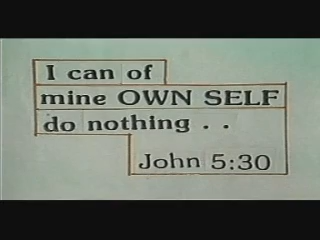 I can of
mine OWN SELF
do nothing . .
John 5:30